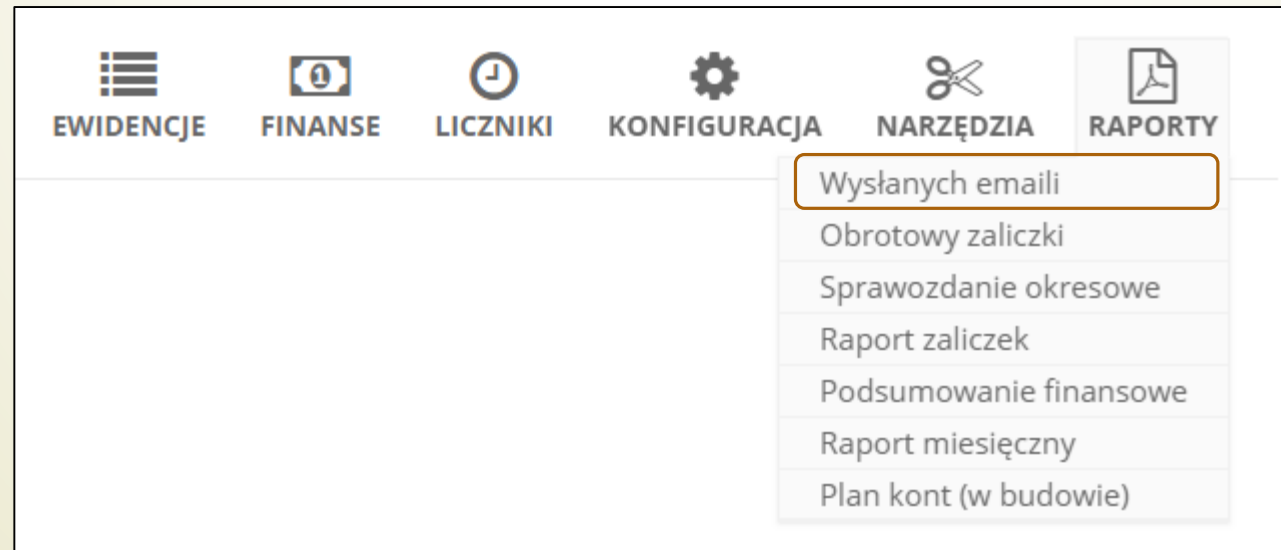 EWIDENCJE FINANSE LICZNIKI KONFIGURACJA NARZĘDZIA RAPORTY
Wysłanych emaili
Obrotowy zaliczki
Sprawozdanie okresowe
Raport zaliczek
Podsumowanie finansowe
Raport miesięczny
Plan kont (w budowie)